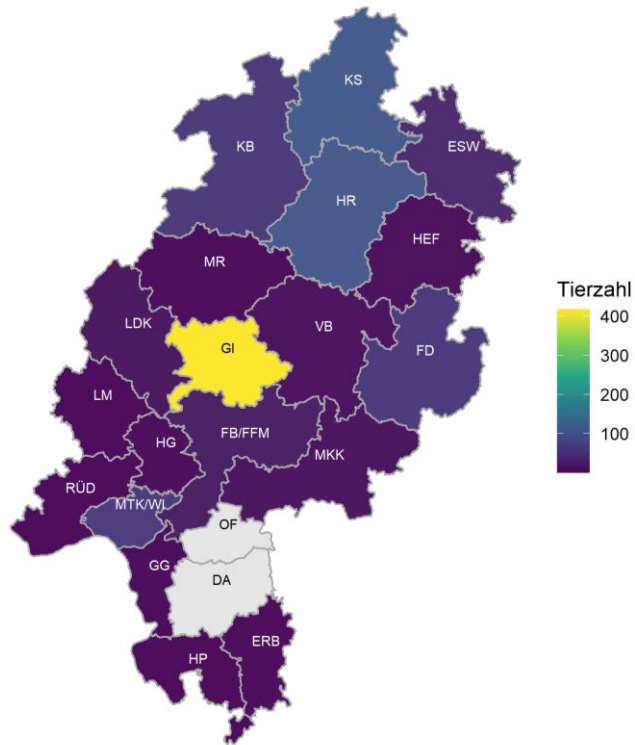 KS
KB
ESW
HR
HEF
MR
LDK
VB
GI
FD
LM
FB/FFM
HG
MKK
RÜD
MTK/WI
OF
GG
DA
ERB
HP
Tierzahl
400
300
200
100